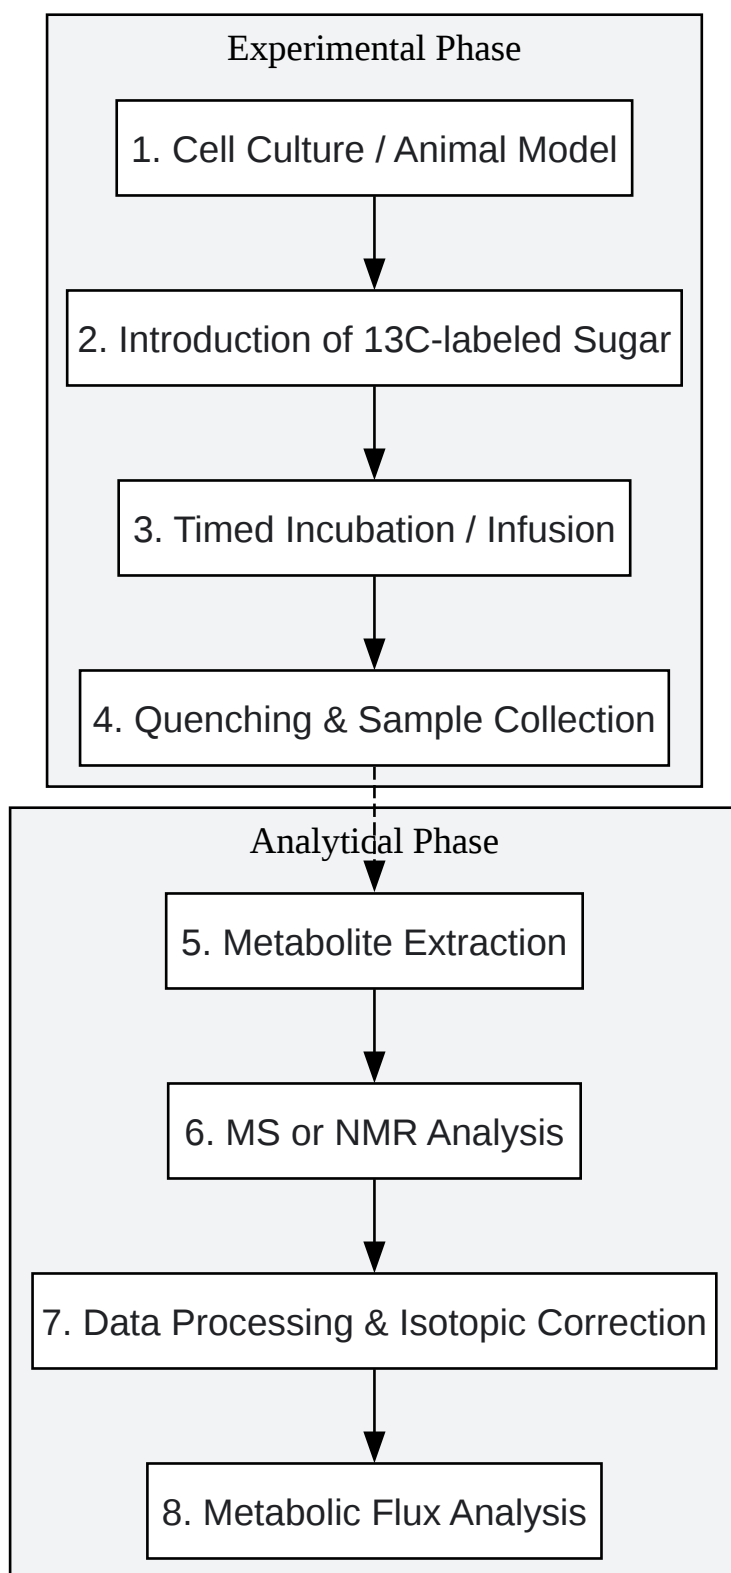 Experimental Phase
1. Cell Culture / Animal Model
2. Introduction of 13C-labeled Sugar
3. Timed Incubation / Infusion
4. Quenching & Sample Collection
Analytical Phase
5. Metabolite Extraction
6. MS or NMR Analysis
7. Data Processing & Isotopic Correction
8. Metabolic Flux Analysis